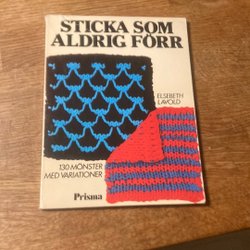 STICKA SOM
ALDRIG FÖRR
ELSEBETH
LAVOLD
130 MÖNSTER
MED VARIATIONER
Prisma